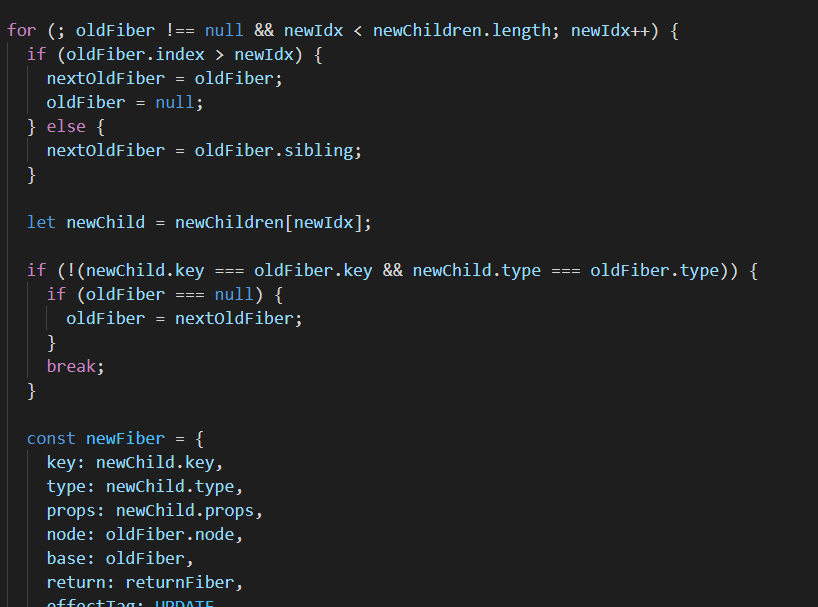 for (; oldFiber !== null && newIdx < newChildren.length; newIdx++) {
  if (oldFiber.index > newIdx) {
    nextOldFiber = oldFiber;
    oldFiber = null;
  } else {
    nextOldFiber = oldFiber.sibling;
  }

  let newChild = newChildren[newIdx];

  if (!(newChild.key === oldFiber.key && newChild.type === oldFiber.type)) {
    if (oldFiber === null) {
      oldFiber = nextOldFiber;
    }
    break;
  }

  const newFiber = {
    key: newChild.key,
    type: newChild.type,
    props: newChild.props,
    node: oldFiber.node,
    base: oldFiber,
    return: returnFiber,
    effectTag: UPDATE